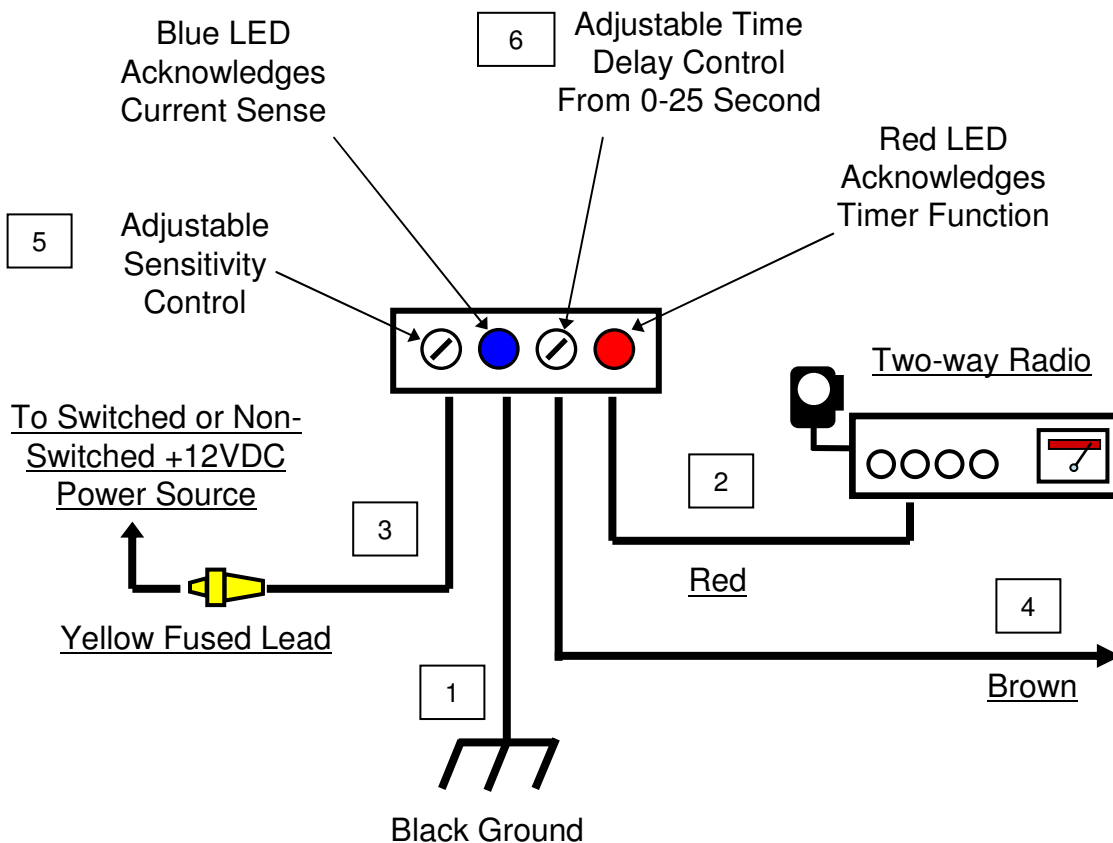 Blue LED
Acknowledges
Current Sense
6
Adjustable Time
Delay Control
From 0-25 Second
Red LED
Acknowledges
Timer Function
5
Adjustable
Sensitivity
Control
To Switched or Non-
Switched +12VDC
Power Source
Two-way Radio
3
2
Yellow Fused Lead
Red
4
Brown
1
Black Ground